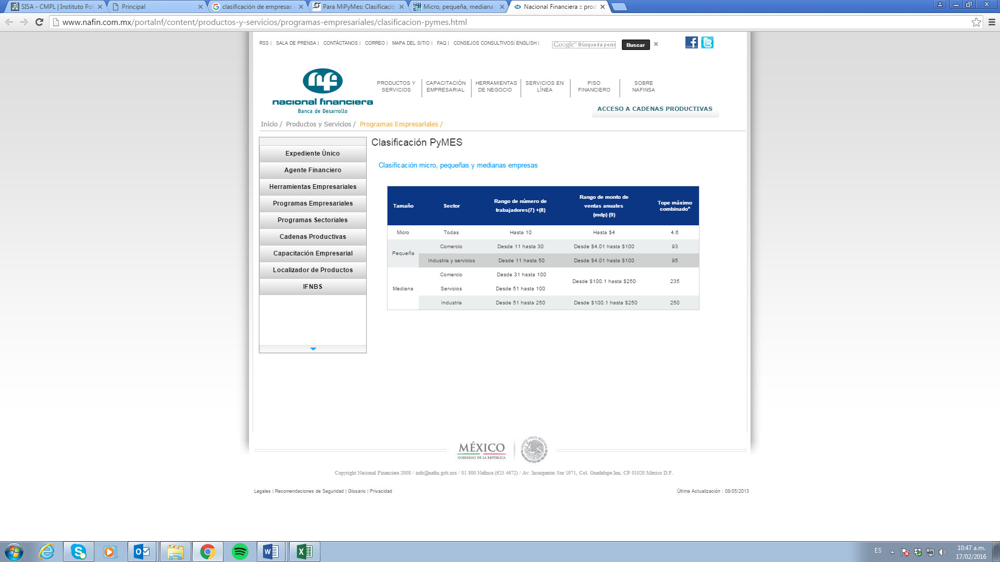 SISA - CMPL | Instituto Pol
Principal
clasificación de empresas
Para MiPyMes: Clasificació
Micro, pequeña, mediana
Nacional Financiera :: prod
www.nafin.com.mx/portalnf/content/productos-y-servicios/programas-empresariales/clasificacion-pymes.html
RSS | SALA DE PRENSA | CONTÁCTANOS | CORREO | MAPA DEL SITIO | FAQ | CONSEJOS CONSULTIVOS| ENGLISH |
Google™ Búsqueda perso
Buscar
nacional financiera
Banca de Desarrollo
PRODUCTOS Y SERVICIOS
CAPACITACIÓN EMPRESARIAL
HERRAMIENTAS DE NEGOCIO
SERVICIOS EN LÍNEA
PISO FINANCIERO
SOBRE NAFINSA
ACCESO A CADENAS PRODUCTIVAS
Inicio / Productos y Servicios / Programas Empresariales /
Expediente Único
Agente Financiero
Herramientas Empresariales
Programas Empresariales
Programas Sectoriales
Cadenas Productivas
Capacitación Empresarial
Localizador de Productos
IFNBS
Clasificación PyMES
Clasificación micro, pequeñas y medianas empresas
Tamaño Sector Rango de número de trabajadores(7) +(8) Rango de monto de ventas anuales (mdp) (9) Tope máximo combinado*
Micro Todas Hasta 10 Hasta $4 4.6
Pequeña Comercio Desde 11 hasta 30 Desde $4.01 hasta $100 93
Industria y servicios Desde 11 hasta 50 Desde $4.01 hasta $100 95
Mediana Comercio Desde 31 hasta 100 Desde $100.1 hasta $250 235
Servicios Desde 51 hasta 100
Industria Desde 51 hasta 250 Desde $100.1 hasta $250 250
MÉXICO
GOBIERNO DE LA REPÚBLICA
ESTADOS UNIDOS MEXICANOS
Copyright Nacional Financiera 2008 / info@nafin.gob.mx / 01 800 Nafinsa (623 4672) / Av. Insurgentes Sur 1971, Col. Guadalupe Inn, CP 01020 México D.F.
Legales | Recomendaciones de Seguridad | Glosario | Privacidad
Última Actualización : 08/05/2013
ES
10:47 a.m.
17/02/2016